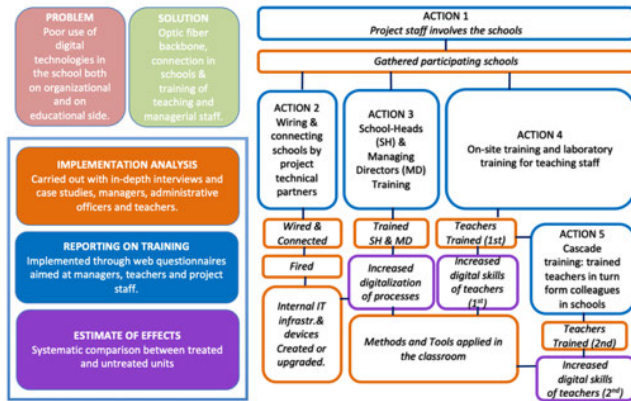 PROBLEM
Poor use of
digital
technologies in
the school both
on organizational
and on
educational side.
SOLUTION
Optic fiber
backbone,
connection in
schools &
training of
teaching and
managerial staff.
IMPLEMENTATION ANALYSIS
Carried out with in-depth interviews and
case studies, managers, administrative
officers and teachers.
REPORTING ON TRAINING
Implemented through web questionnaires
aimed at managers, teachers and project
staff.
ESTIMATE OF EFFECTS
Systematic comparison between treated
and untreated units
ACTION 1
Project staff involves the schools
Gathered participating schools
ACTION 2
Wiring &
connecting
schools by
project
technical
partners
ACTION 3
School-Heads
(SH) &
Managing
Directors (MD)
Training
ACTION 4
On-site training and laboratory
training for teaching staff
Wired &
Connected
Fired
Internal IT
infrastr.&
devices
Created or
upgraded.
Trained
SH & MD
Increased
digitalization
of processes
Teachers
Trained (1st)
Increased
digital skills
of teachers
(1st)
Methods and Tools applied in
the classroom
ACTION 5
Cascade
training: trained
teachers in turn
form colleagues
in schools
Teachers
Trained (2nd)
Increased
digital skills
of teachers (2nd)